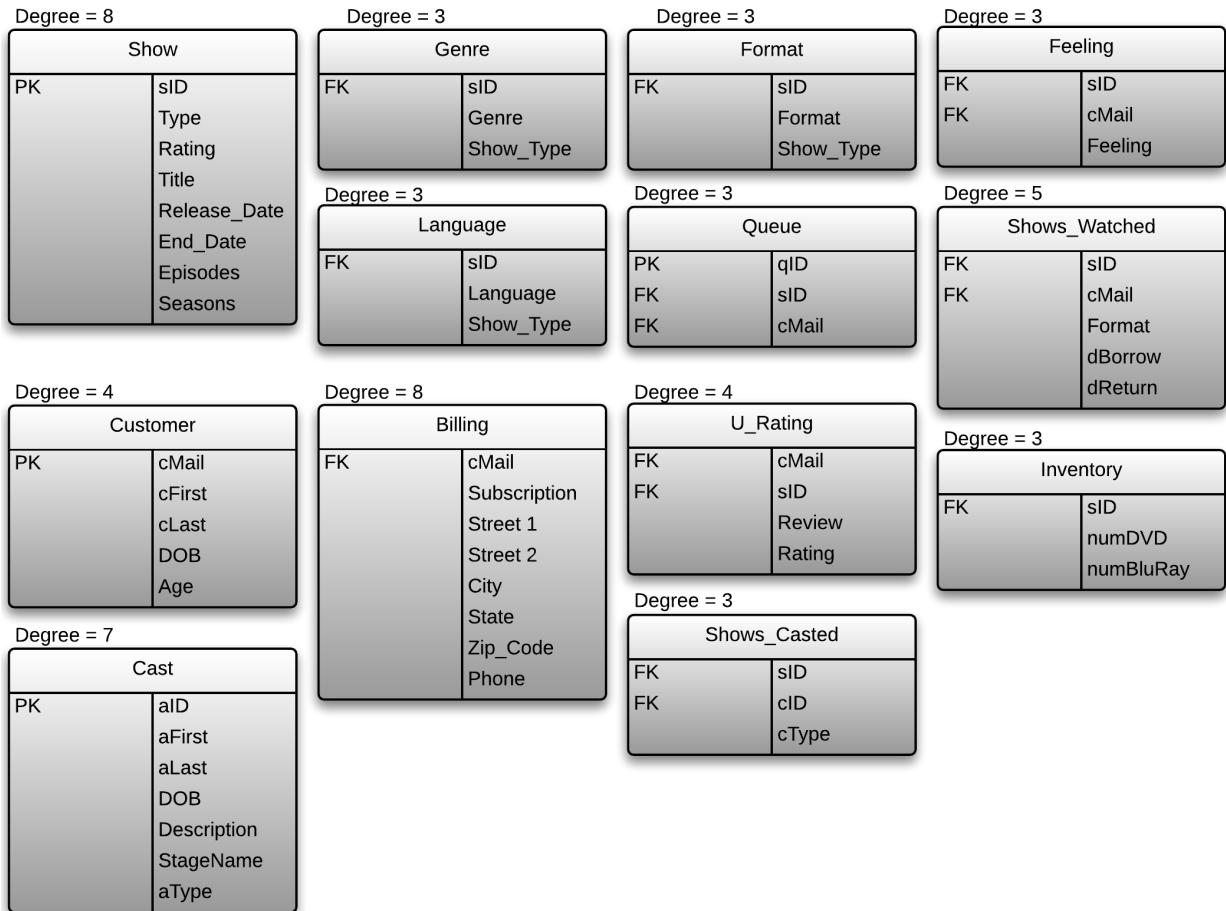 Degree = 8
Show
PK sID
Type
Rating
Title
Release_Date
End_Date
Episodes
Seasons
Degree = 3
Genre
FK sID
Genre
Show_Type
Degree = 3
Format
FK sID
Format
Show_Type
Degree = 3
Feeling
FK sID
FK cMail
Feeling
Degree = 3
Language
FK sID
Language
Show_Type
Degree = 3
Queue
PK qID
FK sID
FK cMail
Degree = 5
Shows_Watched
FK sID
FK cMail
Format
dBorrow
dReturn
Degree = 4
Customer
PK cMail
cFirst
cLast
DOB
Age
Degree = 8
Billing
FK cMail
Subscription
Street 1
Street 2
City
State
Zip_Code
Phone
Degree = 4
U_Rating
FK cMail
FK sID
Review
Rating
Degree = 3
Inventory
FK sID
numDVD
numBluRay
Degree = 7
Cast
PK aID
aFirst
aLast
DOB
Description
StageName
aType
Degree = 3
Shows_Casted
FK sID
FK cID
cType